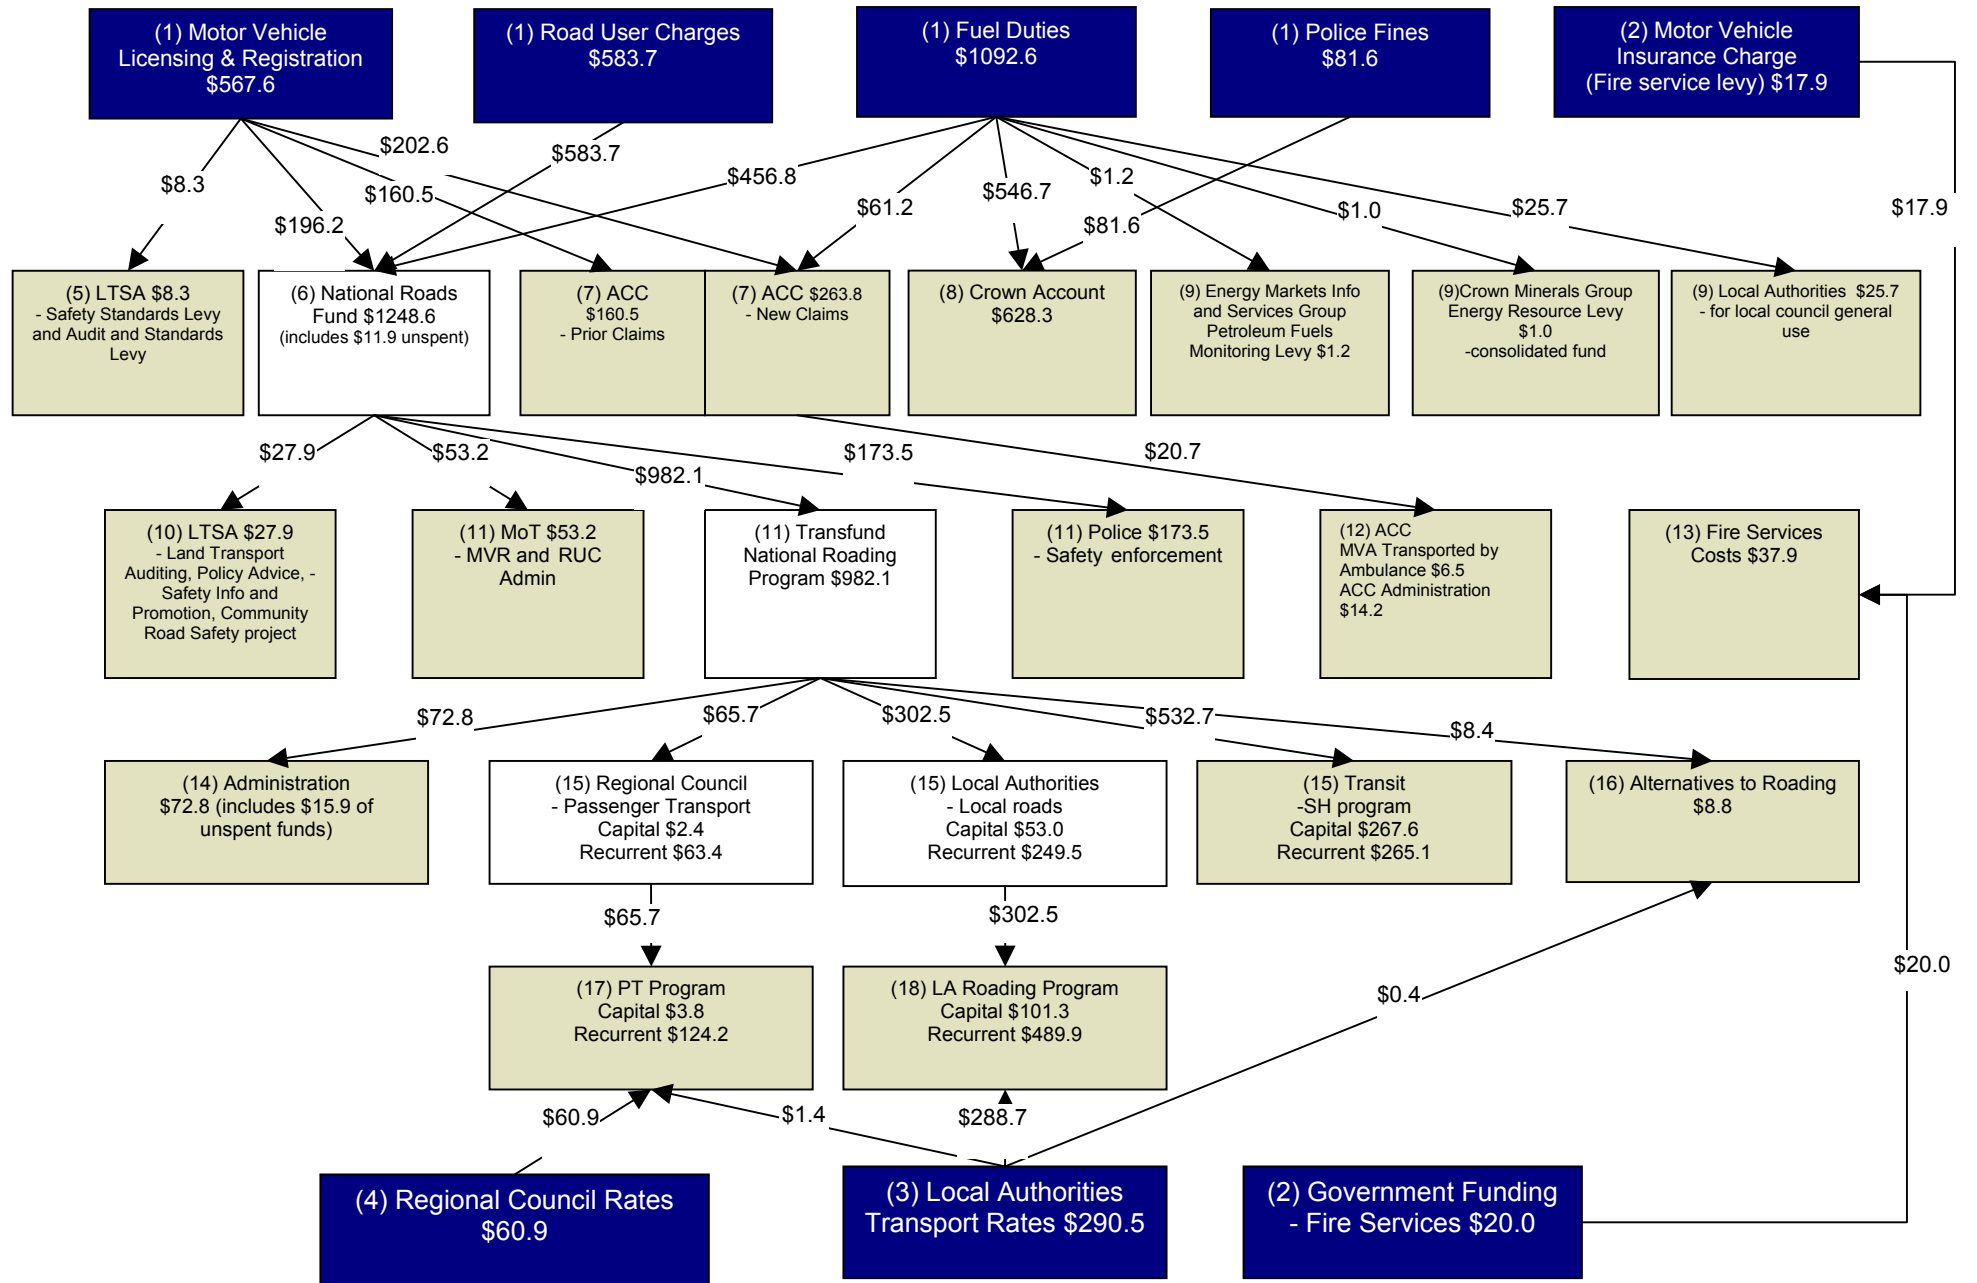 (1) Motor Vehicle
Licensing & Registration
$567.6
(1) Road User Charges
$583.7
(1) Fuel Duties
$1092.6
(1) Police Fines
$81.6
(2) Motor Vehicle
Insurance Charge
(Fire service levy) $17.9
$8.3
$196.2
$202.6
$160.5
$583.7
$456.8
$61.2
$546.7
$1.2
$81.6
$1.0
$25.7
$17.9
(5) LTSA $8.3
- Safety Standards Levy
and Audit and Standards
Levy
(6) National Roads
Fund $1248.6
(includes $11.9 unspent)
(7) ACC
$160.5
- Prior Claims
(7) ACC $263.8
- New Claims
(8) Crown Account
$628.3
(9) Energy Markets Info
and Services Group
Petroleum Fuels
Monitoring Levy $1.2
(9)Crown Minerals Group
Energy Resource Levy
$1.0
-consolidated fund
(9) Local Authorities $25.7
- for local council general
use
$27.9
$53.2
$982.1
$173.5
$20.7
(10) LTSA $27.9
- Land Transport
Auditing, Policy Advice, -
Safety Info and
Promotion, Community
Road Safety project
(11) MoT $53.2
- MVR and RUC
Admin
(11) Transfund
National Roading
Program $982.1
(11) Police $173.5
- Safety enforcement
(12) ACC
MVA Transported by
Ambulance $6.5
ACC Administration
$14.2
(13) Fire Services
Costs $37.9
$72.8
$65.7
$302.5
$532.7
$8.4
(14) Administration
$72.8 (includes $15.9 of
unspent funds)
(15) Regional Council
- Passenger Transport
Capital $2.4
Recurrent $63.4
(15) Local Authorities
- Local roads
Capital $53.0
Recurrent $249.5
(15) Transit
-SH program
Capital $267.6
Recurrent $265.1
(16) Alternatives to Roading
$8.8
$65.7
$302.5
$0.4
$20.0
(17) PT Program
Capital $3.8
Recurrent $124.2
(18) LA Roading Program
Capital $101.3
Recurrent $489.9
$60.9
$1.4
$288.7
(4) Regional Council Rates
$60.9
(3) Local Authorities
Transport Rates $290.5
(2) Government Funding
- Fire Services $20.0